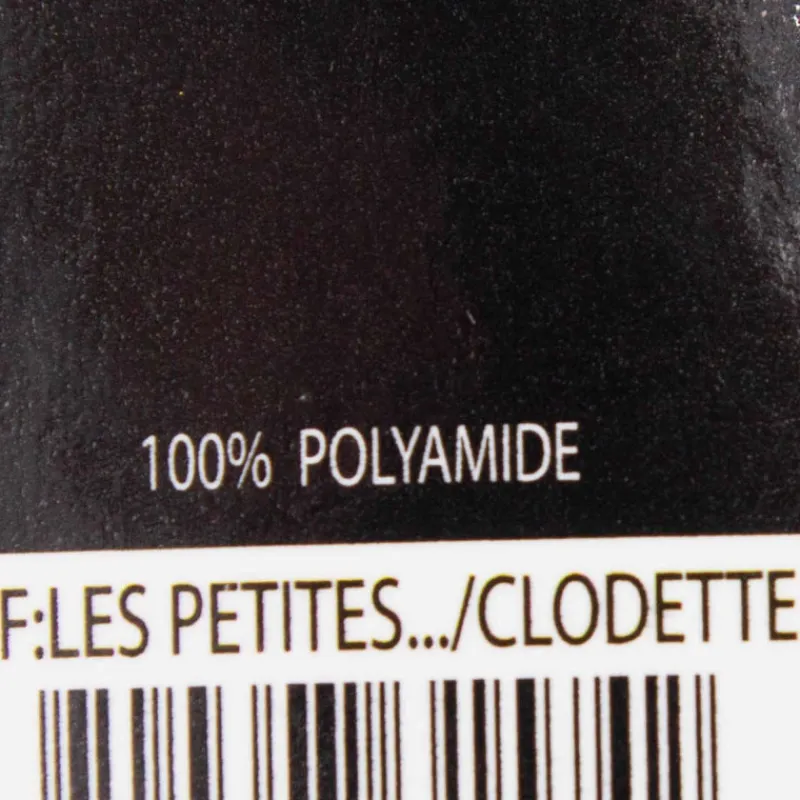 100% POLYAMIDE
F:LES PETITES.../CLODETTE